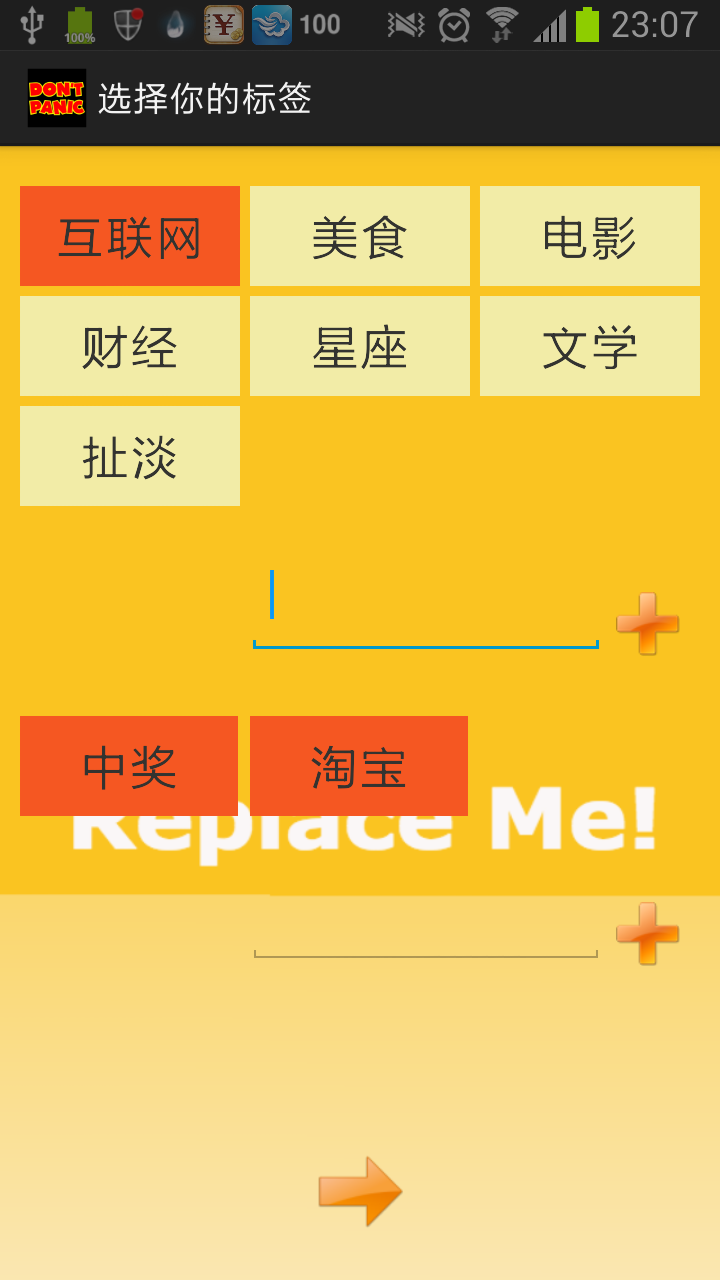 100% ¥ 100 23:07
DON'T
PANIC
选择你的标签
互联网 美食 电影
财经 星座 文学
扯淡
中奖 淘宝
Replace Me!